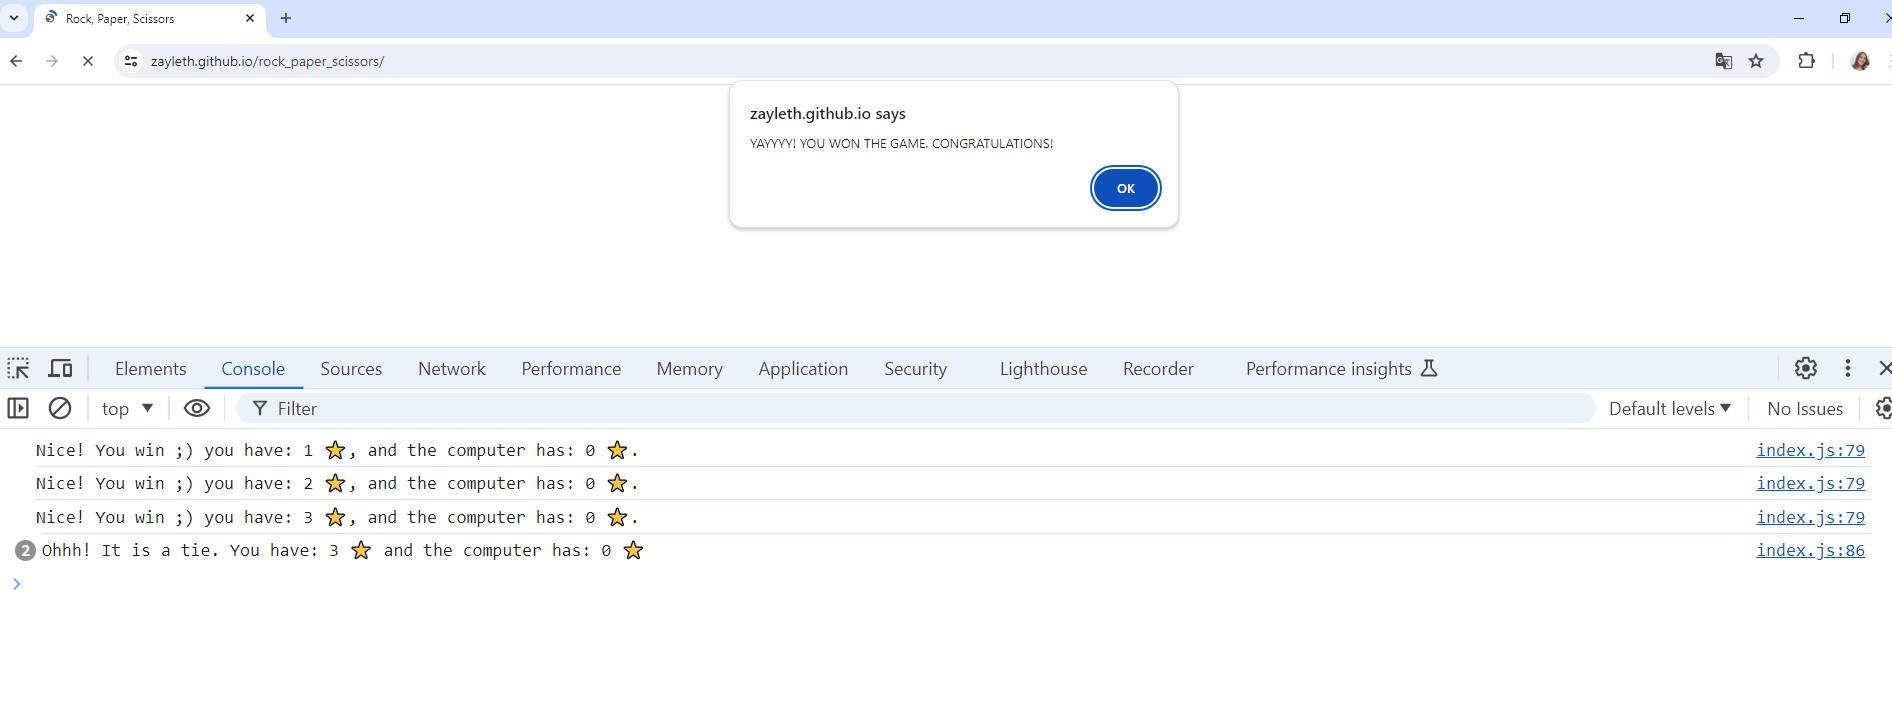 Rock, Paper, Scissors
zayleth.github.io/rock_paper_scissors/
zayleth.github.io says
YAYYYY! YOU WON THE GAME. CONGRATULATIONS!
OK
Elements Console Sources Network Performance Memory Application Security Lighthouse Recorder Performance insights
top Filter Default levels No Issues
Nice! You win ;) you have: 1 ⭐, and the computer has: 0 ⭐. index.js:79
Nice! You win ;) you have: 2 ⭐, and the computer has: 0 ⭐. index.js:79
Nice! You win ;) you have: 3 ⭐, and the computer has: 0 ⭐. index.js:79
2 Ohhh! It is a tie. You have: 3 ⭐ and the computer has: 0 ⭐ index.js:86